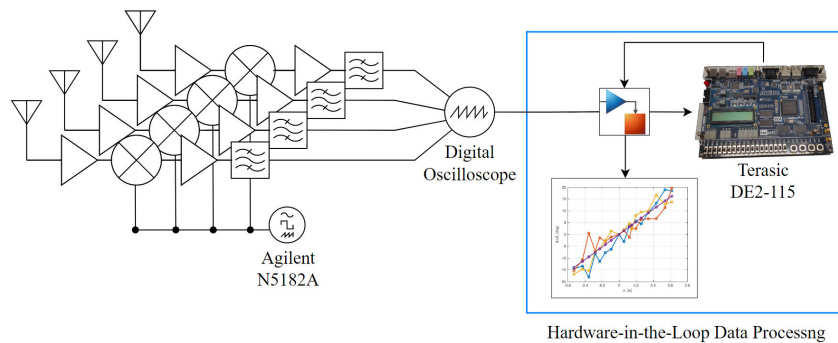 Digital
Oscilloscope
Terasic
DE2-115
Agilent
N5182A
Hardware-in-the-Loop Data Processng